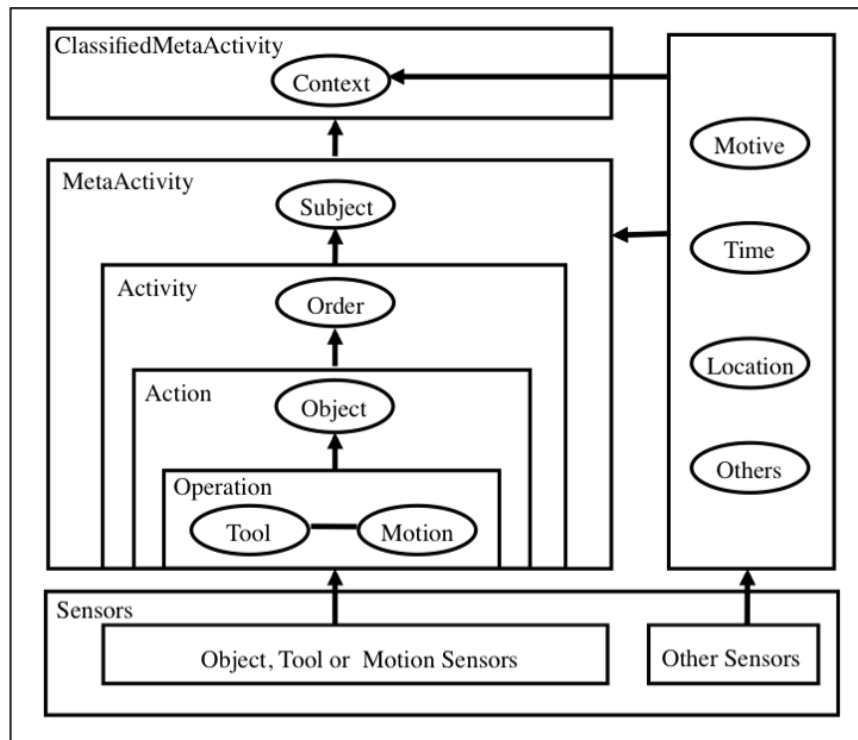 ClassifiedMetaActivity
Context
MetaActivity
Subject
Activity
Order
Action
Object
Operation
Tool
Motion
Motive
Time
Location
Others
Sensors
Object, Tool or Motion Sensors
Other Sensors